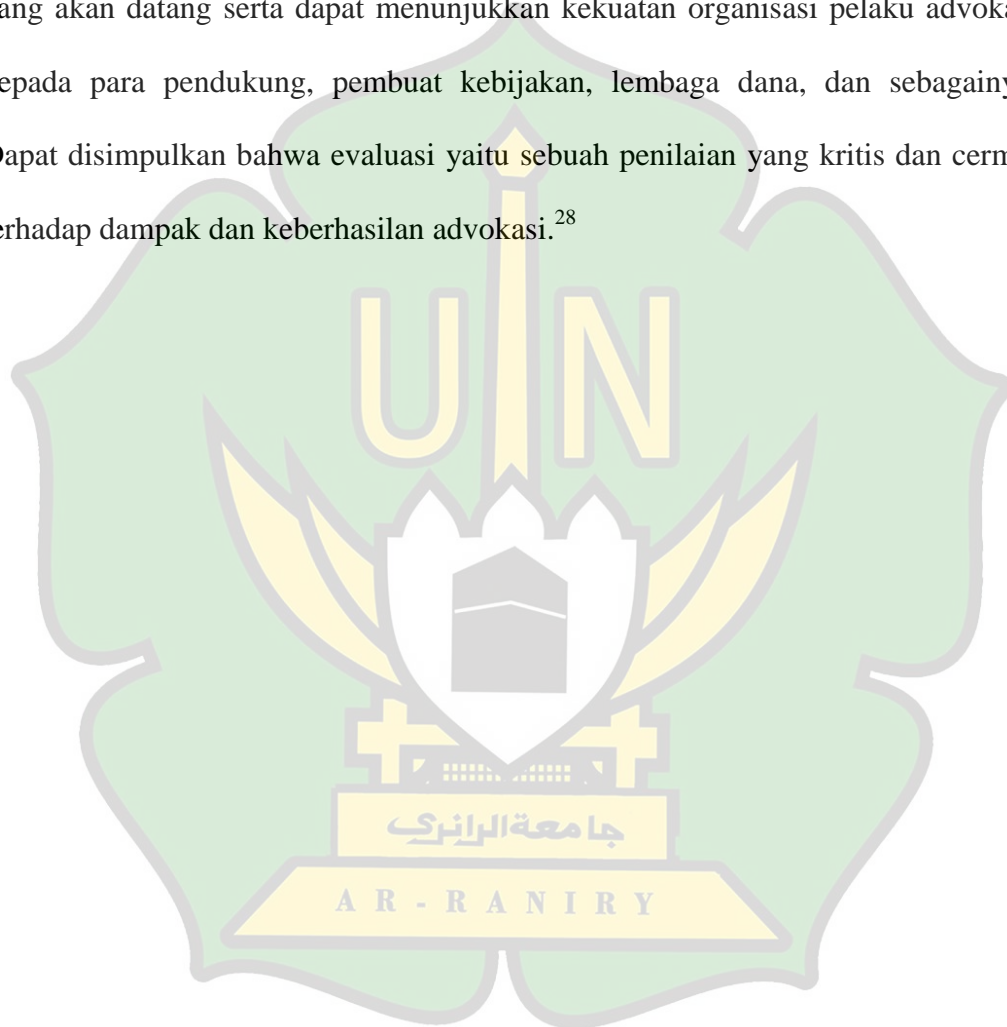 ang akan datang serta dapat menunjukkan kekuatan organisasi pelaku advoka
epada para pendukung, pembuat kebijakan, lembaga dana, dan sebagainy
Dapat disimpulkan bahwa evaluasi yaitu sebuah penilaian yang kritis dan cerm
erhadap dampak dan keberhasilan advokasi.²⁸
UIN
جامعة الرانري
AR-RANIRY